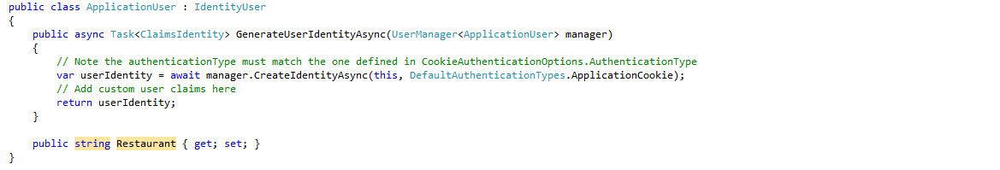 public class ApplicationUser : IdentityUser
{
public async Task<ClaimsIdentity> GenerateUserIdentityAsync(UserManager<ApplicationUser> manager)
{
// Note the authenticationType must match the one defined in CookieAuthenticationOptions.AuthenticationType
var userIdentity = await manager.CreateIdentityAsync(this, DefaultAuthenticationTypes.ApplicationCookie);
// Add custom user claims here
return userIdentity;
}
public string Restaurant { get; set; }
}